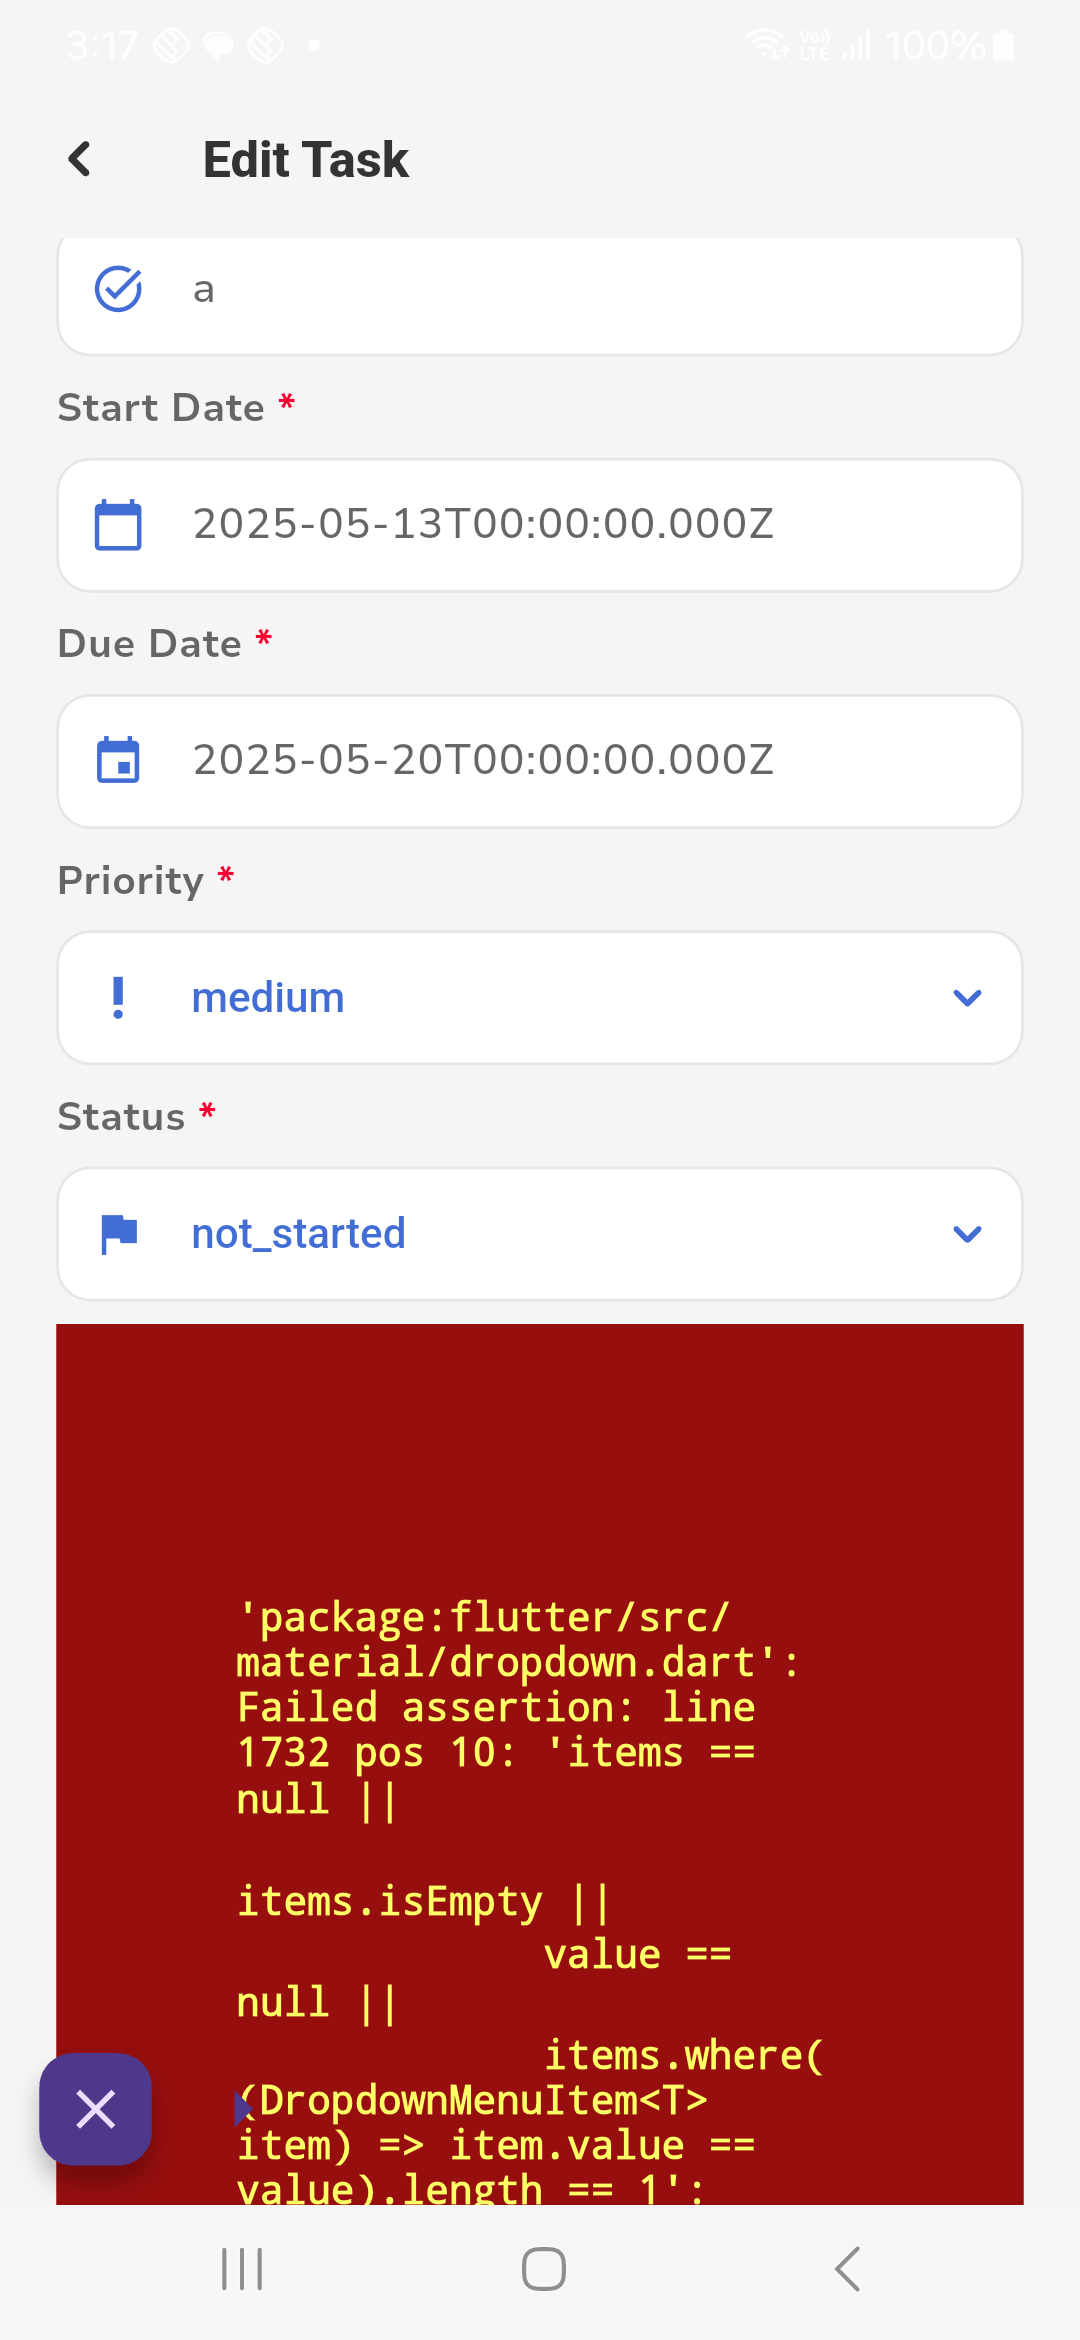 3:17
Vo))
LTE
100%
Edit Task
a
Start Date *
2025-05-13T00:00:00.000Z
Due Date *
2025-05-20T00:00:00.000Z
Priority *
medium
Status *
not_started
'package:flutter/src/
material/dropdown.dart':
Failed assertion: line
1732 pos 10: 'items ==
null ||
items.isEmpty ||
value ==
null ||
items.where(
(DropdownMenuItem<T>
item) => item.value ==
value).length == 1':